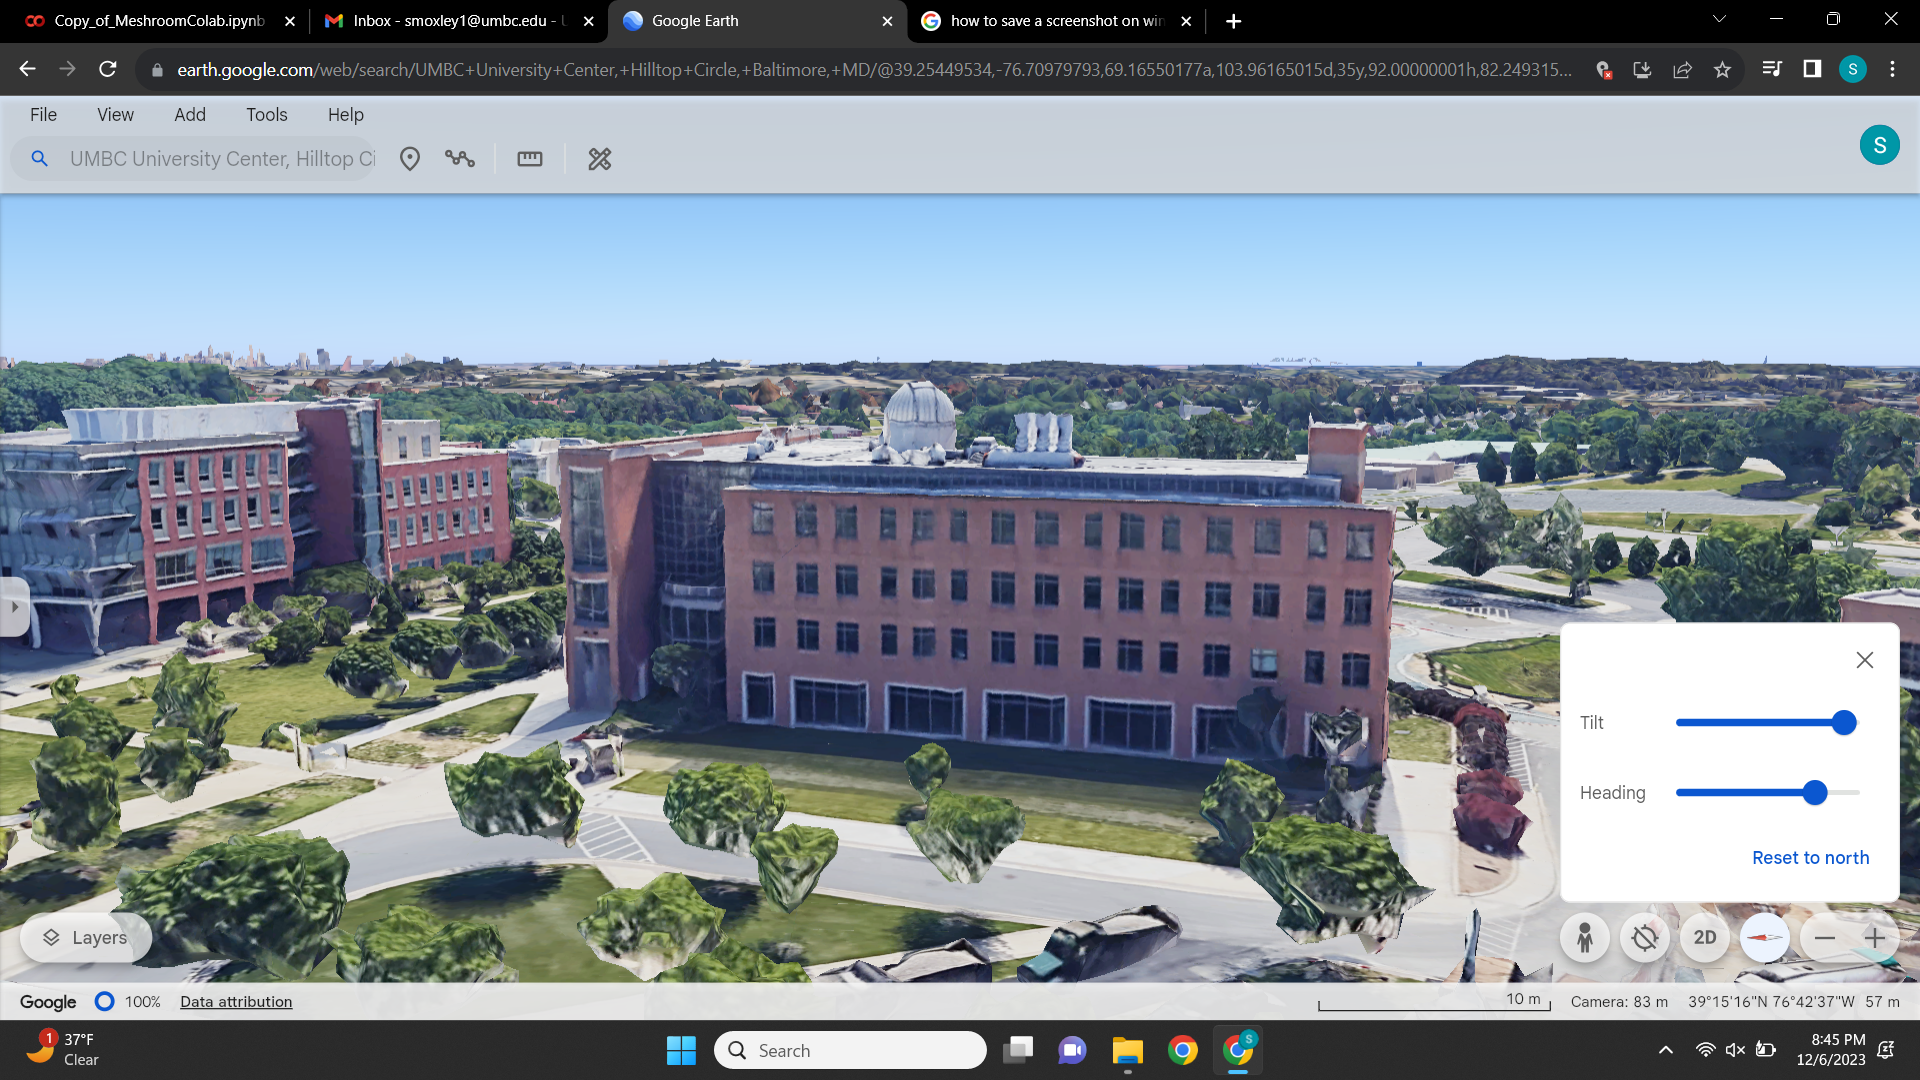 Copy_of_MeshroomColab.ipynb
Inbox - smoxley1@umbc.edu - U
Google Earth
how to save a screenshot on win
earth.google.com/web/search/UMBC+University+Center,+Hilltop+Circle,+Baltimore,+MD/@39.25449534,-76.70979793,69.16550177a,103.96165015d,35y,92.00000001h,82.249315...
S
File
View
Add
Tools
Help
UMBC University Center, Hilltop Ci
S
Tilt
Heading
Reset to north
Layers
2D
Google
100%
Data attribution
10 m
Camera: 83 m
39°15'16"N 76°42'37"W
57 m
1
37°F
Clear
Search
S
8:45 PM
12/6/2023